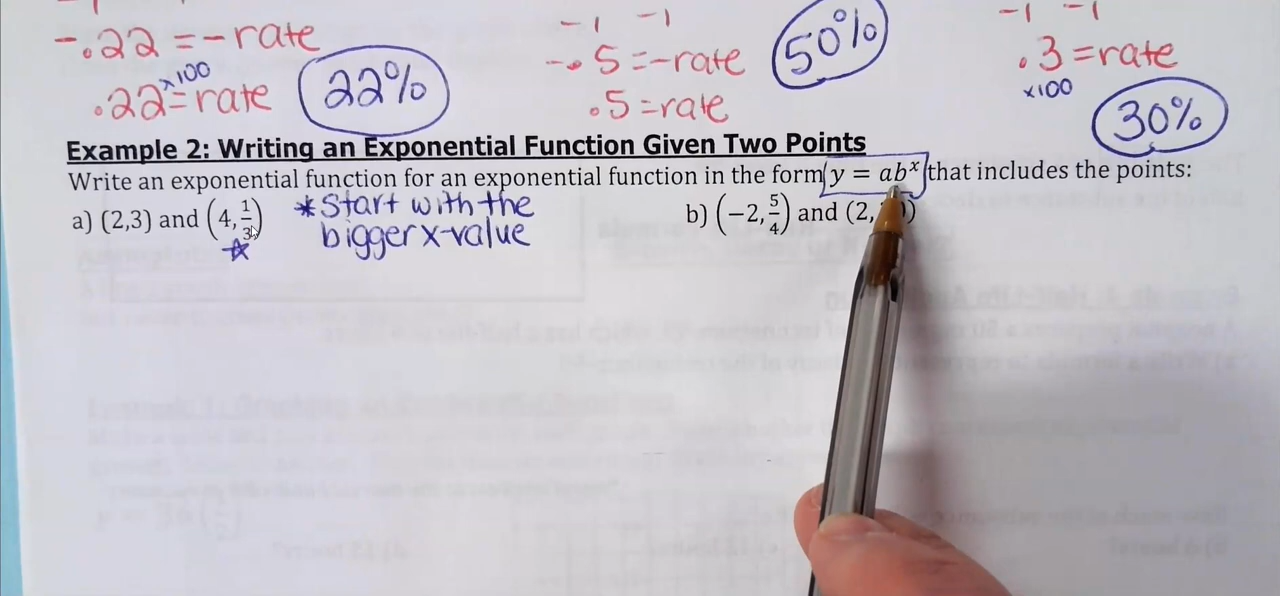 -.22 = -rate
x100
.22 = rate
22%
-1 -1
-.5 = -rate
.5 = rate
50%
-1 -1
.3 = rate
x100
30%
Example 2: Writing an Exponential Function Given Two Points
Write an exponential function for an exponential function in the form y = abˣ that includes the points:
a) (2,3) and (4, 1/3)
*Start with the
bigger x-value
b) (−2, 5/4) and (2,